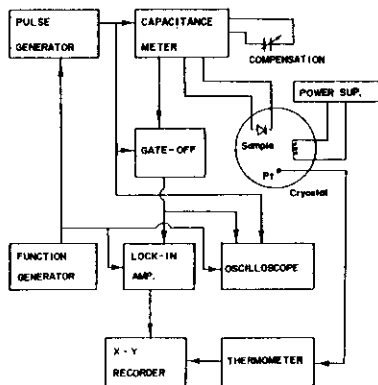 PULSE
GENERATOR
CAPACITANCE
METER
COMPENSATION
POWER SUP.
Sample
Pt
Cryostat
GATE-OFF
FUNCTION
GENERATOR
LOCK-IN
AMP.
OSCILLOSCOPE
X-Y
RECORDER
THERMOMETER